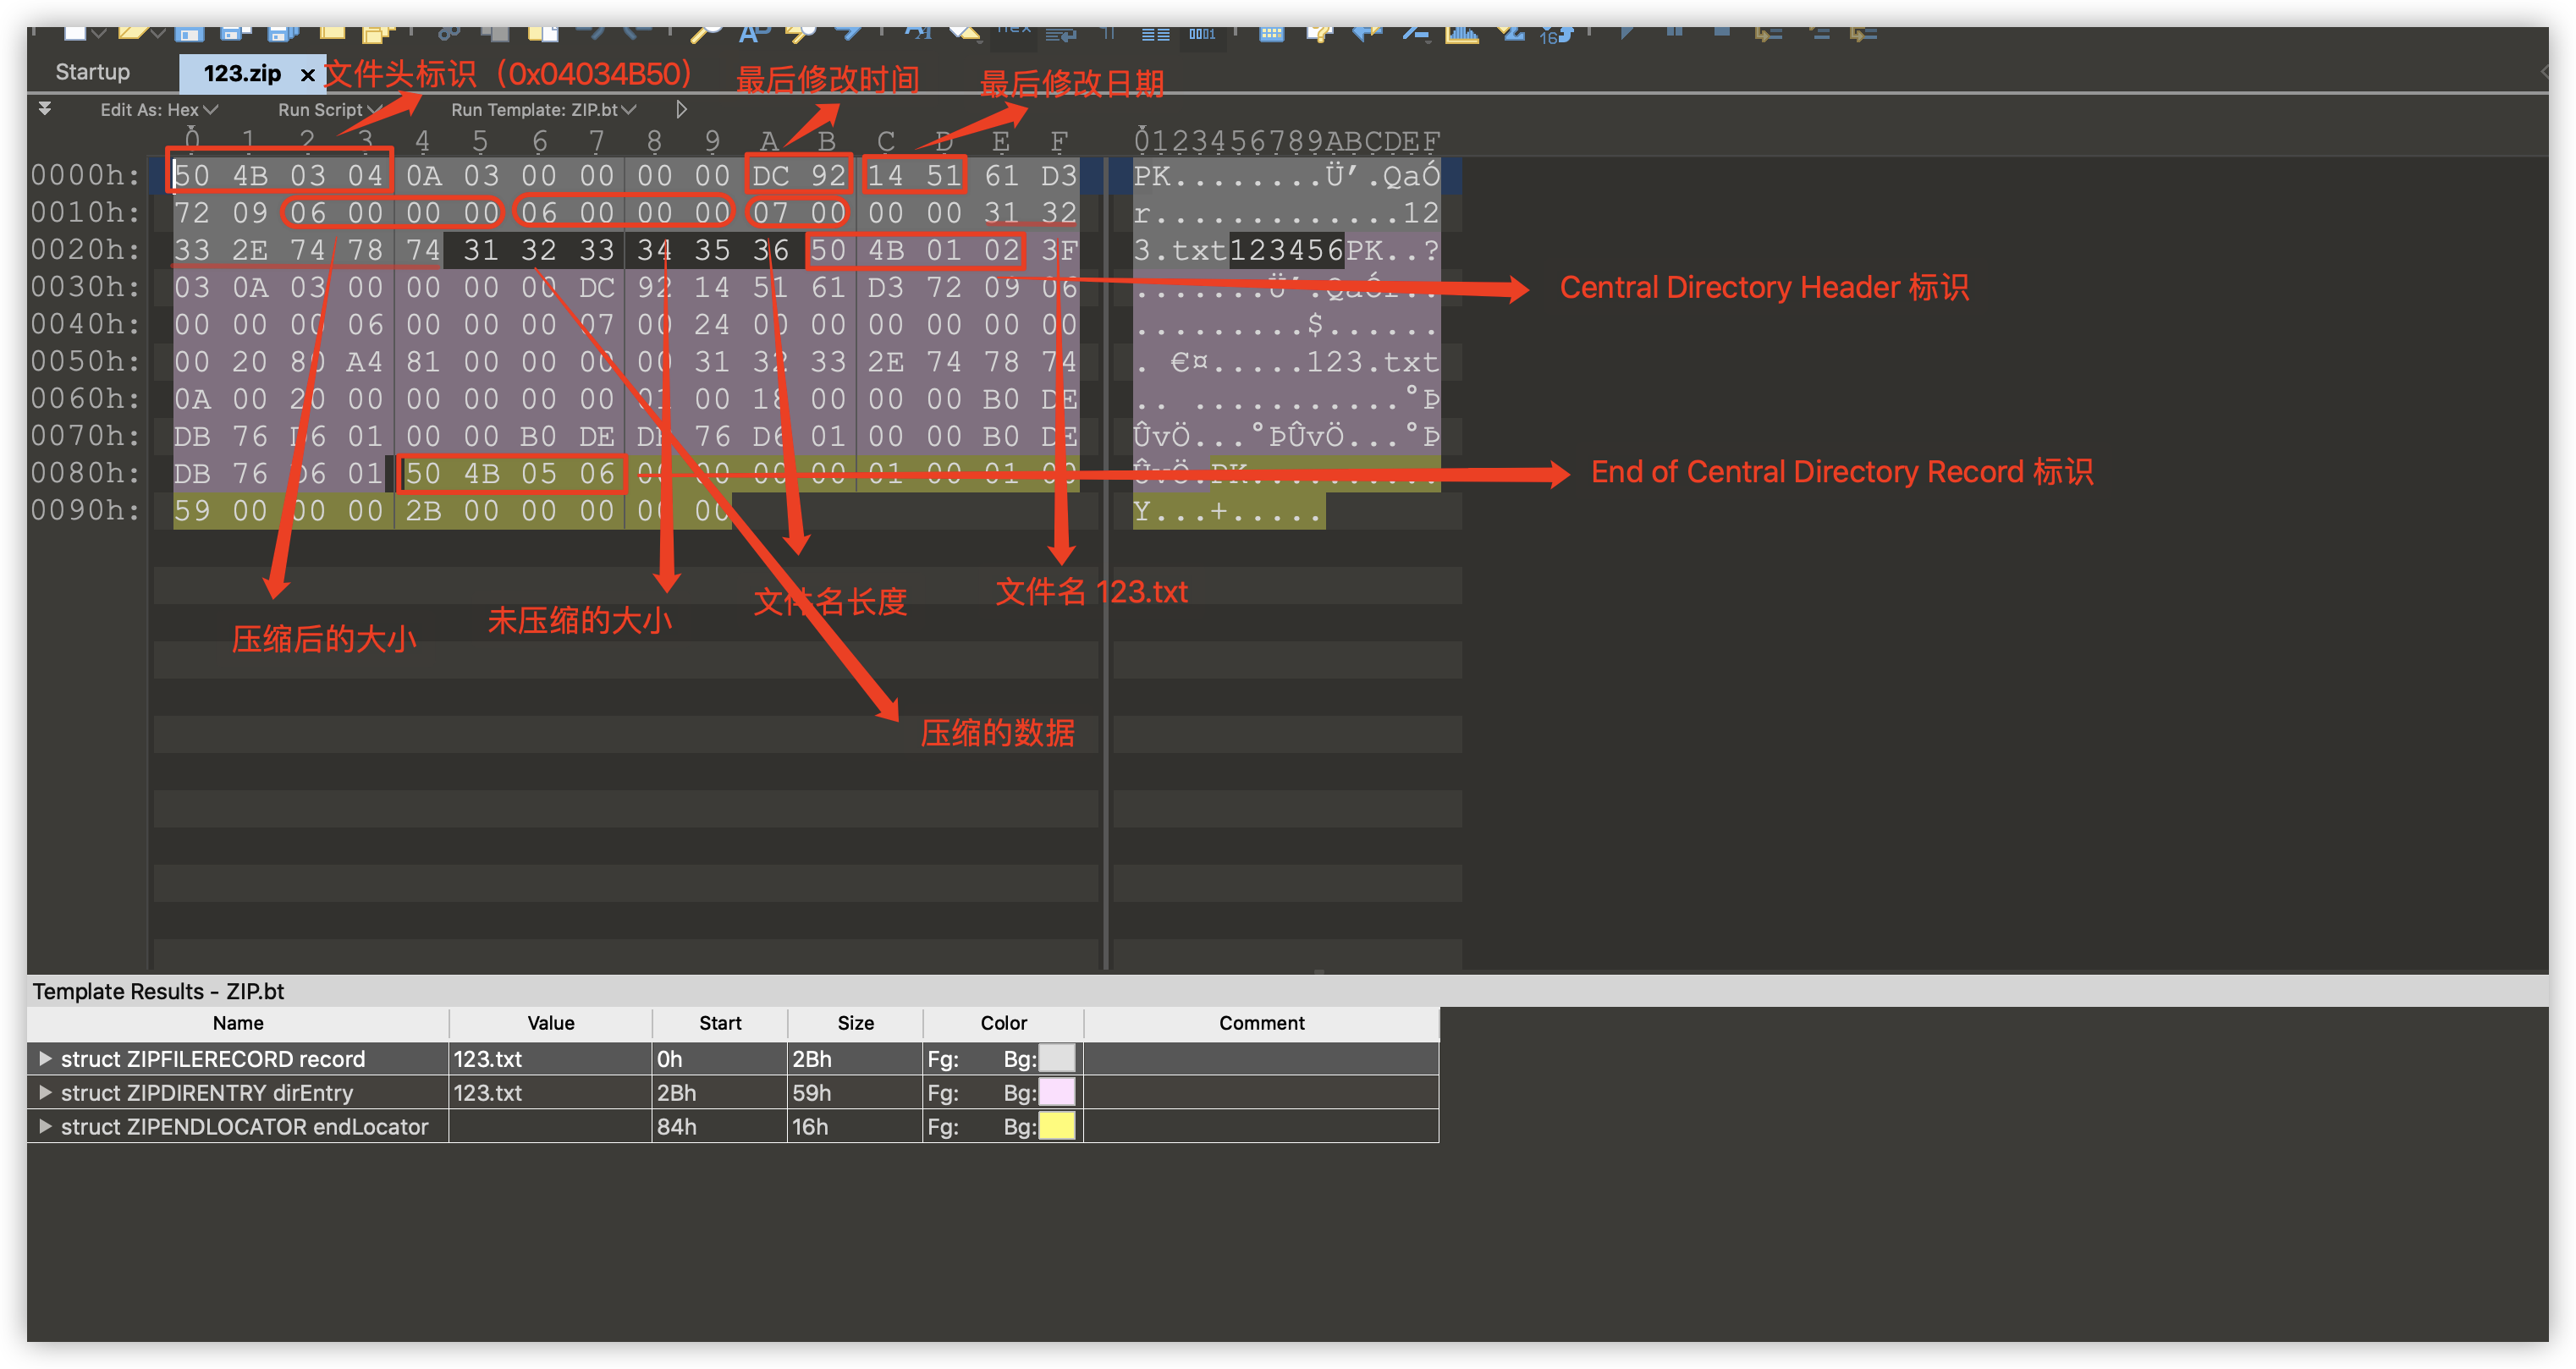 Startup 123.zip × 文件头标识（0x04034B50） 最后修改时间 最后修改日期
Edit As: Hex Run Script Run Template: ZIP.bt
0 1 2 3 4 5 6 7 8 9 A B C D E F 0123456789ABCDEF
0000h: 50 4B 03 04 0A 03 00 00 00 00 DC 92 14 51 61 D3 PK........Ü’.QaÓ
0010h: 72 09 06 00 00 00 06 00 00 00 07 00 00 00 31 32 r.............12
0020h: 33 2E 74 78 74 31 32 33 34 35 36 50 4B 01 02 3F 3.txt123456PK..?
0030h: 03 0A 03 00 00 00 00 00 DC 92 14 51 61 D3 72 09 06 .......Ü’.QaÓr..
Central Directory Header 标识
0040h: 00 00 00 06 00 00 00 07 00 24 00 00 00 00 00 00 .........$......
0050h: 00 20 80 A4 81 00 00 00 00 31 32 33 2E 74 78 74 . €¤.....123.txt
0060h: 0A 00 20 00 00 00 00 00 01 00 18 00 00 00 B0 DE .. ...........°Þ
0070h: DB 76 D6 01 00 00 B0 DE DB 76 D6 01 00 00 B0 DE ÛvÖ...°ÞÛvÖ...°Þ
0080h: DB 76 D6 01 50 4B 05 06 00 00 00 00 01 00 01 00 ÛvÖ.PK..........
End of Central Directory Record 标识
0090h: 59 00 00 00 2B 00 00 00 00 00 Y...+.....
压缩后的大小
未压缩的大小
文件名长度
文件名 123.txt
压缩的数据
Template Results - ZIP.bt
Name Value Start Size Color Comment
struct ZIPFILERECORD record 123.txt 0h 2Bh Fg: Bg:
struct ZIPDIRENTRY dirEntry 123.txt 2Bh 59h Fg: Bg:
struct ZIPENDLOCATOR endLocator 84h 16h Fg: Bg: